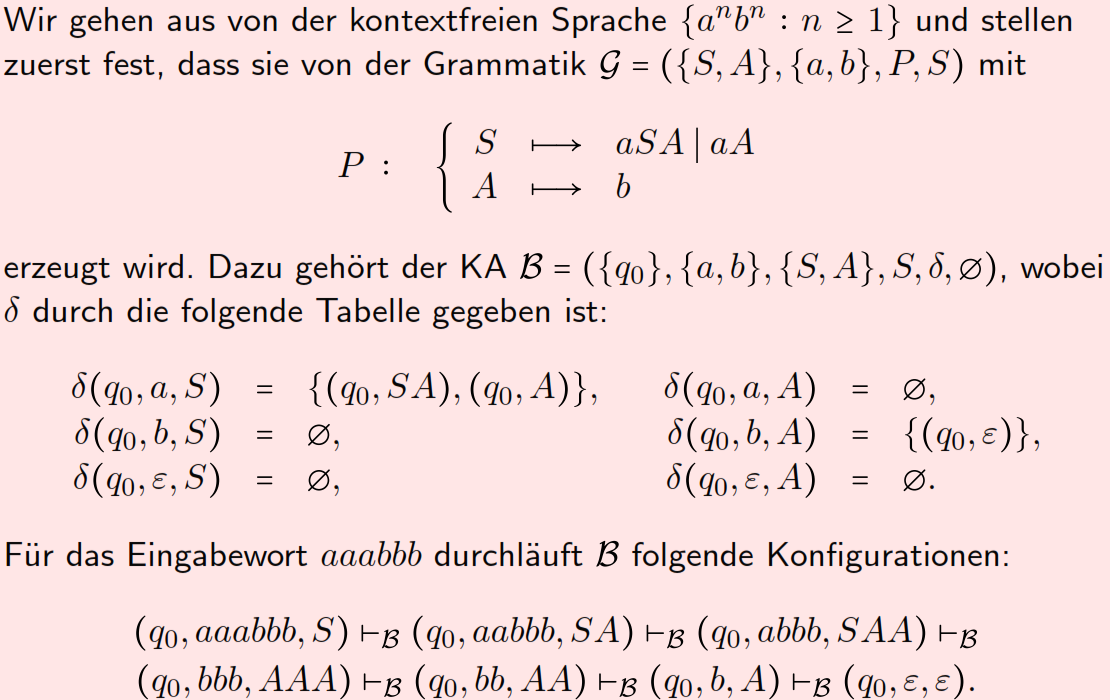 Wir gehen aus von der kontextfreien Sprache {aⁿbⁿ : n ≥ 1} und stellen
zuerst fest, dass sie von der Grammatik 𝒢 = ({S, A}, {a, b}, P, S) mit
P : { S ⟼ aSA | aA
A ⟼ b
erzeugt wird. Dazu gehört der KA ℬ = ({q₀}, {a, b}, {S, A}, S, δ, ∅), wobei
δ durch die folgende Tabelle gegeben ist:
δ(q₀, a, S) = {(q₀, SA), (q₀, A)}, δ(q₀, a, A) = ∅,
δ(q₀, b, S) = ∅, δ(q₀, b, A) = {(q₀, ε)},
δ(q₀, ε, S) = ∅, δ(q₀, ε, A) = ∅.
Für das Eingabewort aaabbb durchläuft ℬ folgende Konfigurationen:
(q₀, aaabbb, S) ⊢ℬ (q₀, aabbb, SA) ⊢ℬ (q₀, abbb, SAA) ⊢ℬ
(q₀, bbb, AAA) ⊢ℬ (q₀, bb, AA) ⊢ℬ (q₀, b, A) ⊢ℬ (q₀, ε, ε).